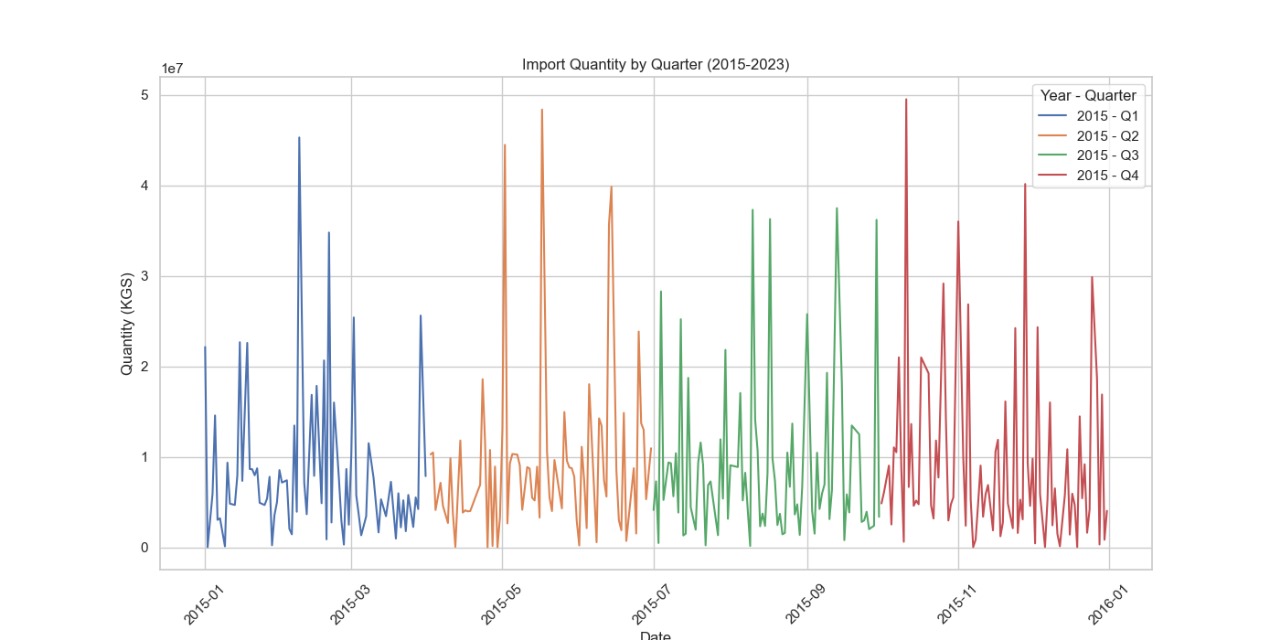 Import Quantity by Quarter (2015-2023)
1e7
Year - Quarter
2015 - Q1
2015 - Q2
2015 - Q3
2015 - Q4
5
4
3
2
1
0
Quantity (KGS)
2015-01
2015-03
2015-05
2015-07
2015-09
2015-11
2016-01
Date